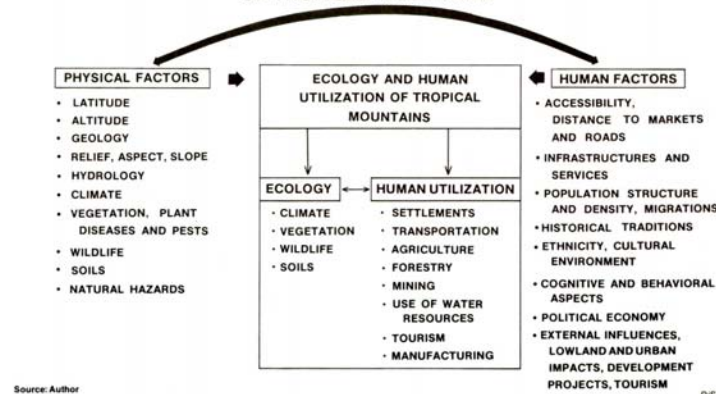 PHYSICAL FACTORS
• LATITUDE
• ALTITUDE
• GEOLOGY
• RELIEF, ASPECT, SLOPE
• HYDROLOGY
• CLIMATE
• VEGETATION, PLANT
DISEASES AND PESTS
• WILDLIFE
• SOILS
• NATURAL HAZARDS
ECOLOGY AND HUMAN
UTILIZATION OF TROPICAL
MOUNTAINS
ECOLOGY
• CLIMATE
• VEGETATION
• WILDLIFE
• SOILS
HUMAN UTILIZATION
• SETTLEMENTS
• TRANSPORTATION
• AGRICULTURE
• FORESTRY
• MINING
• USE OF WATER
RESOURCES
• TOURISM
• MANUFACTURING
HUMAN FACTORS
• ACCESSIBILITY,
DISTANCE TO MARKETS
AND ROADS
• INFRASTRUCTURES AND
SERVICES
• POPULATION STRUCTURE
AND DENSITY, MIGRATIONS
• HISTORICAL TRADITIONS
• ETHNICITY, CULTURAL
ENVIRONMENT
• COGNITIVE AND BEHAVIORAL
ASPECTS
• POLITICAL ECONOMY
• EXTERNAL INFLUENCES,
LOWLAND AND URBAN
IMPACTS, DEVELOPMENT
PROJECTS, TOURISM
Source: Author